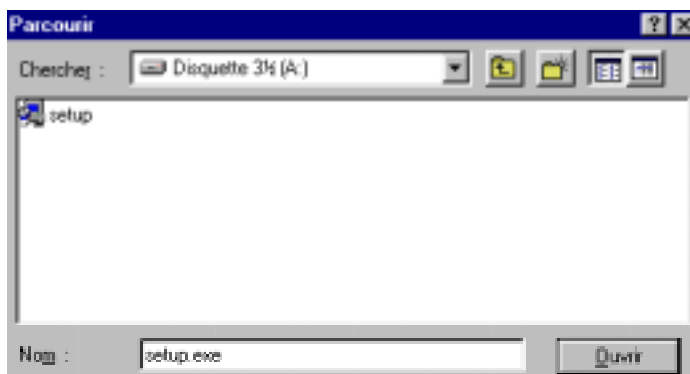 Parcourir
Chercher : Disquette 3½ (A:)
setup
Nom : setup.exe Ouvrir